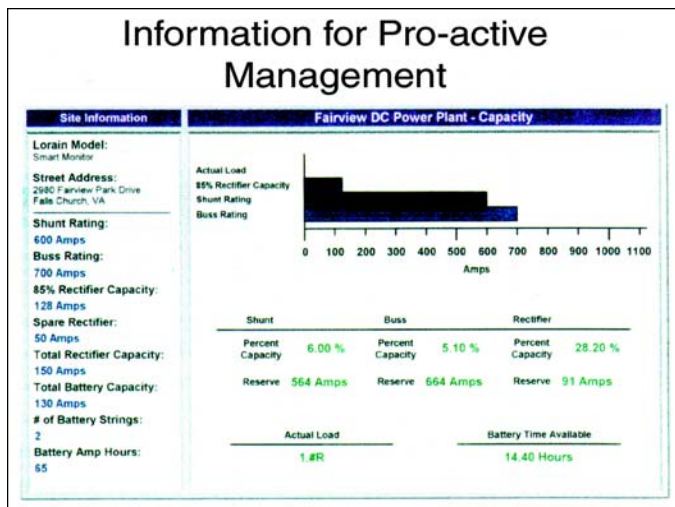 Information for Pro-active
Management
Site Information
Lorain Model:
Smart Monitor
Street Address:
2980 Fairview Park Drive
Falls Church, VA
Shunt Rating:
600 Amps
Buss Rating:
700 Amps
85% Rectifier Capacity:
128 Amps
Spare Rectifier:
50 Amps
Total Rectifier Capacity:
150 Amps
Total Battery Capacity:
130 Amps
# of Battery Strings:
2
Battery Amp Hours:
65
Fairview DC Power Plant - Capacity
Actual Load
85% Rectifier Capacity
Shunt Rating
Buss Rating
0 100 200 300 400 500 600 700 800 900 1000 1100
Amps
Shunt Buss Rectifier
Percent Capacity 6.00 % Percent Capacity 5.10 % Percent Capacity 28.20 %
Reserve 564 Amps Reserve 664 Amps Reserve 91 Amps
Actual Load Battery Time Available
1.#R 14.40 Hours